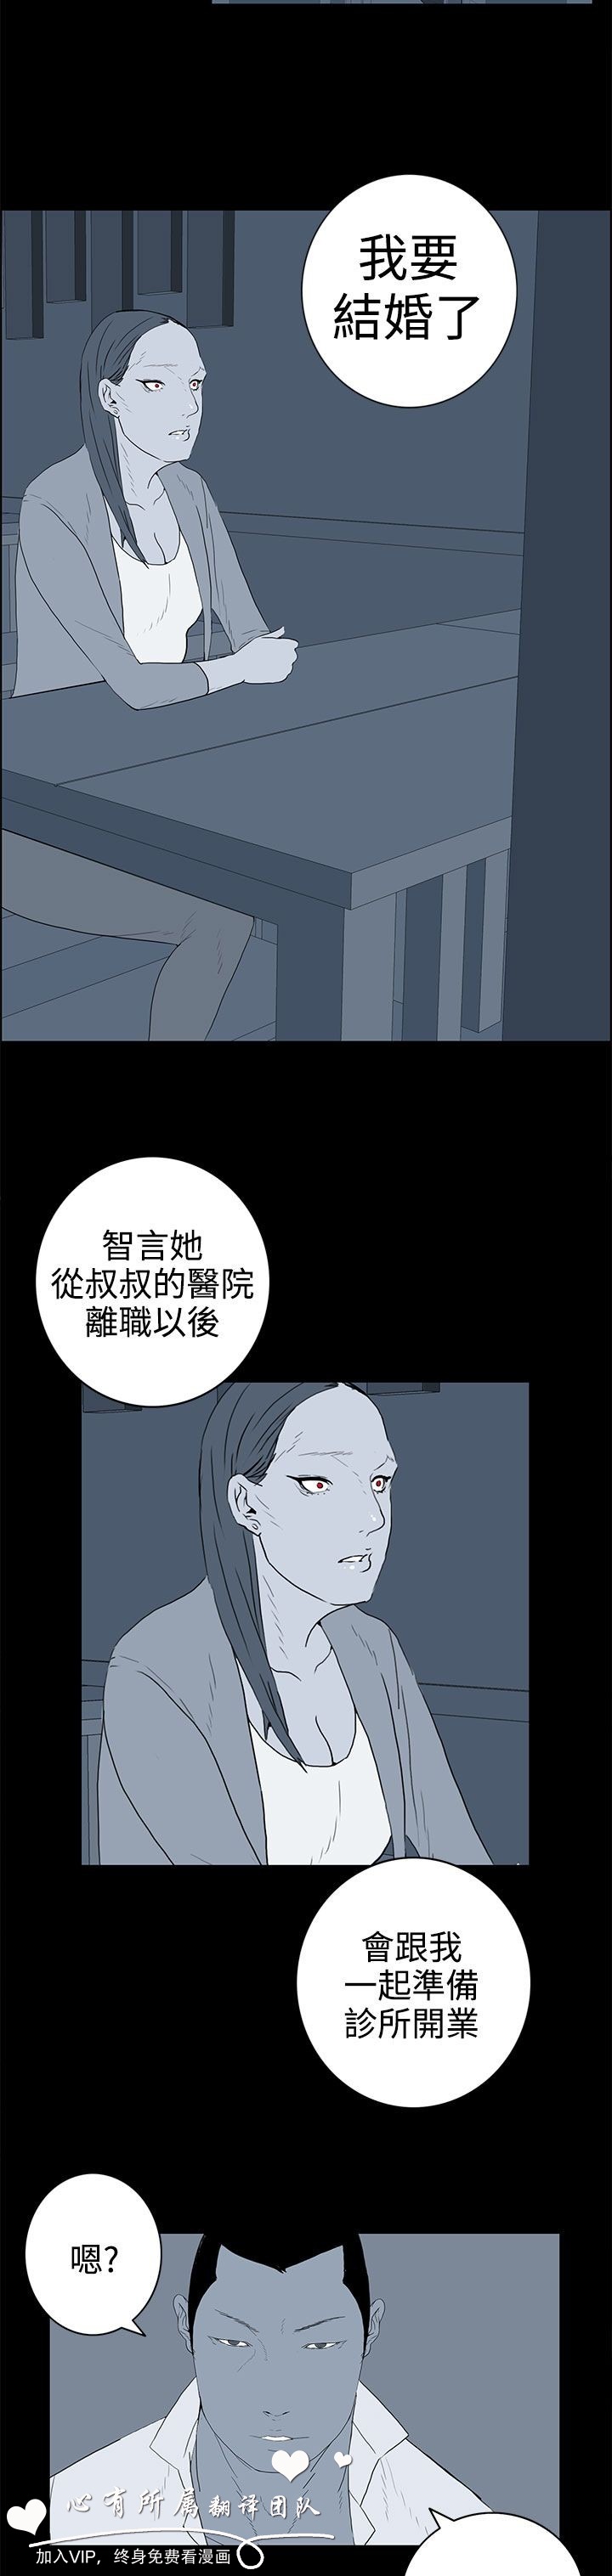 我要
結婚了
智言她
從叔叔的醫院
離職以後
會跟我
一起準備
診所開業
嗯?
心有所属翻译团队
加入VIP，终身免费看漫画